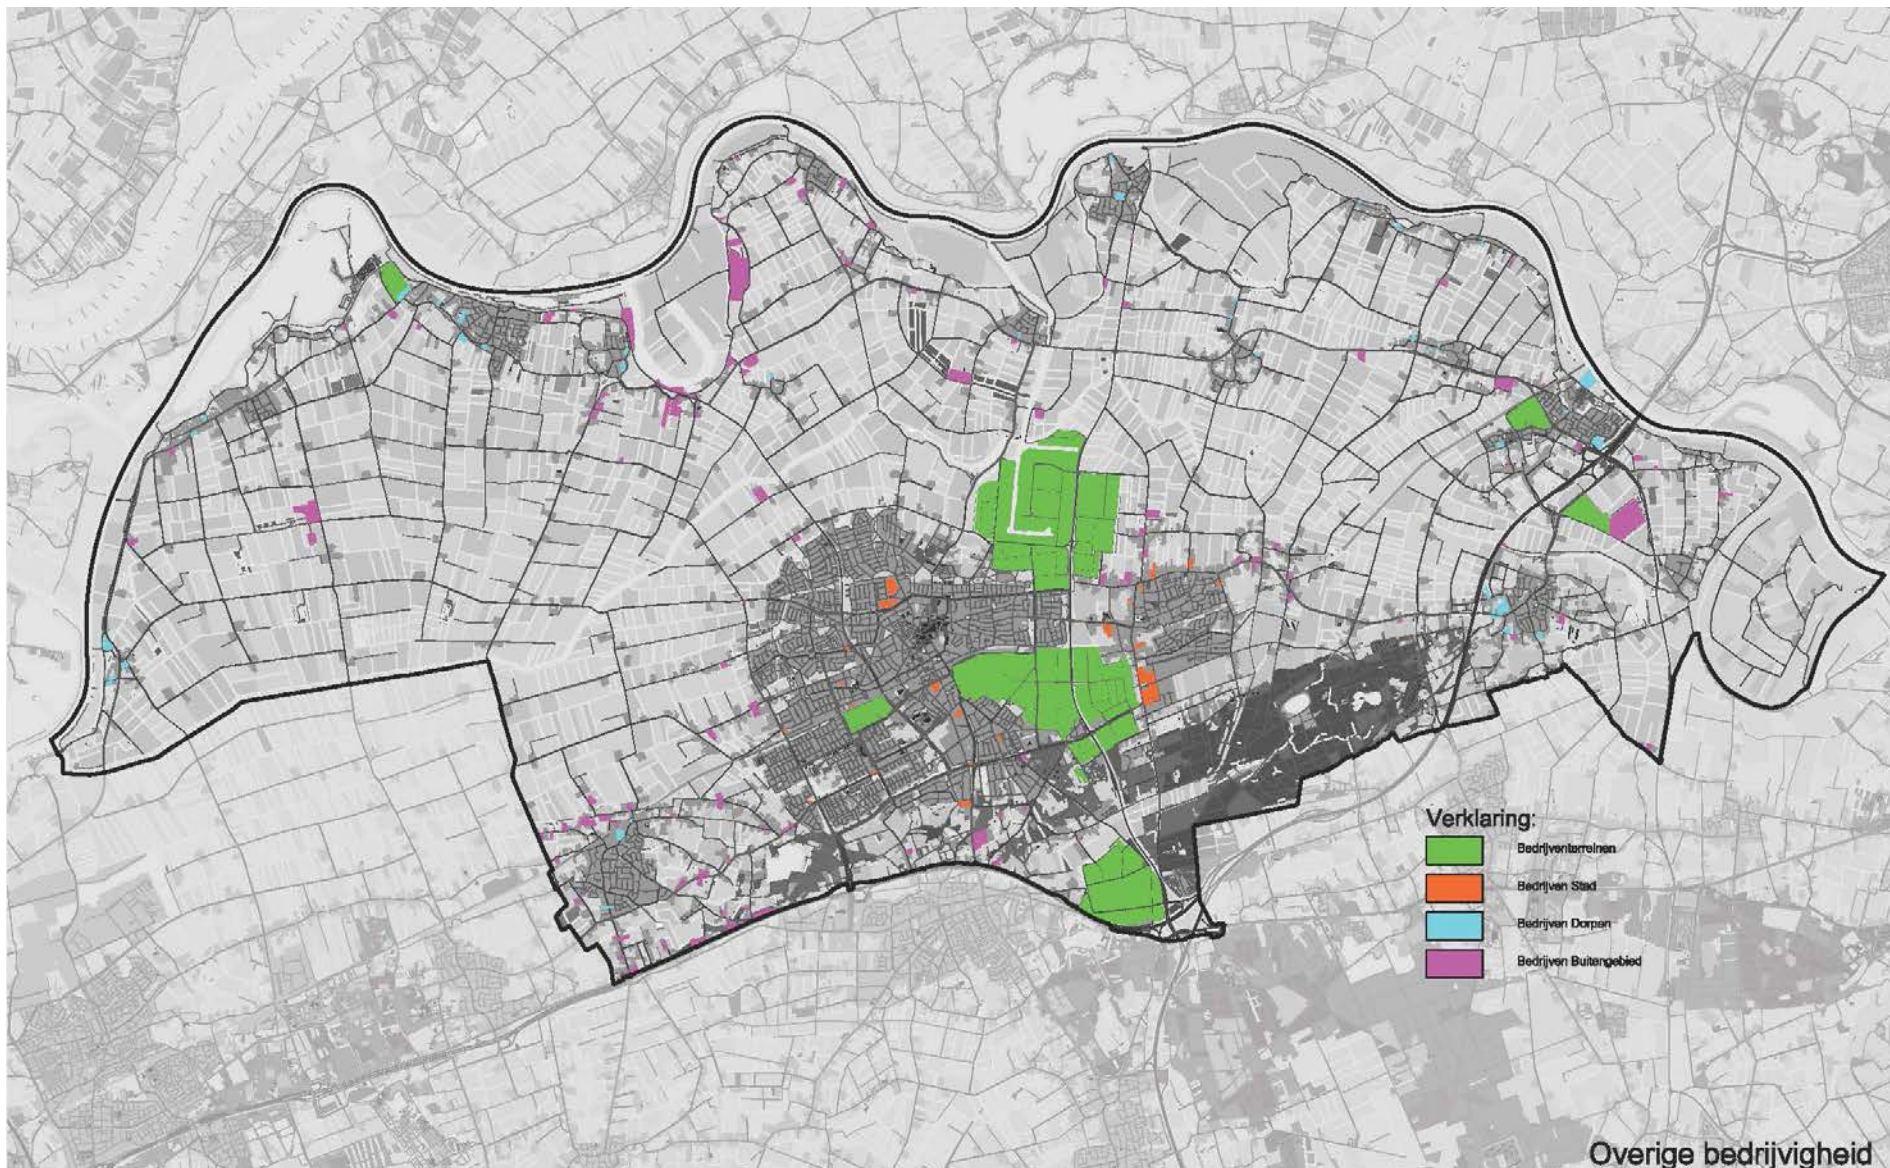 Verklaring:
Bedrijventerreinen
Bedrijven Stad
Bedrijven Dorpen
Bedrijven Buitengebied
Overige bedrijvigheid